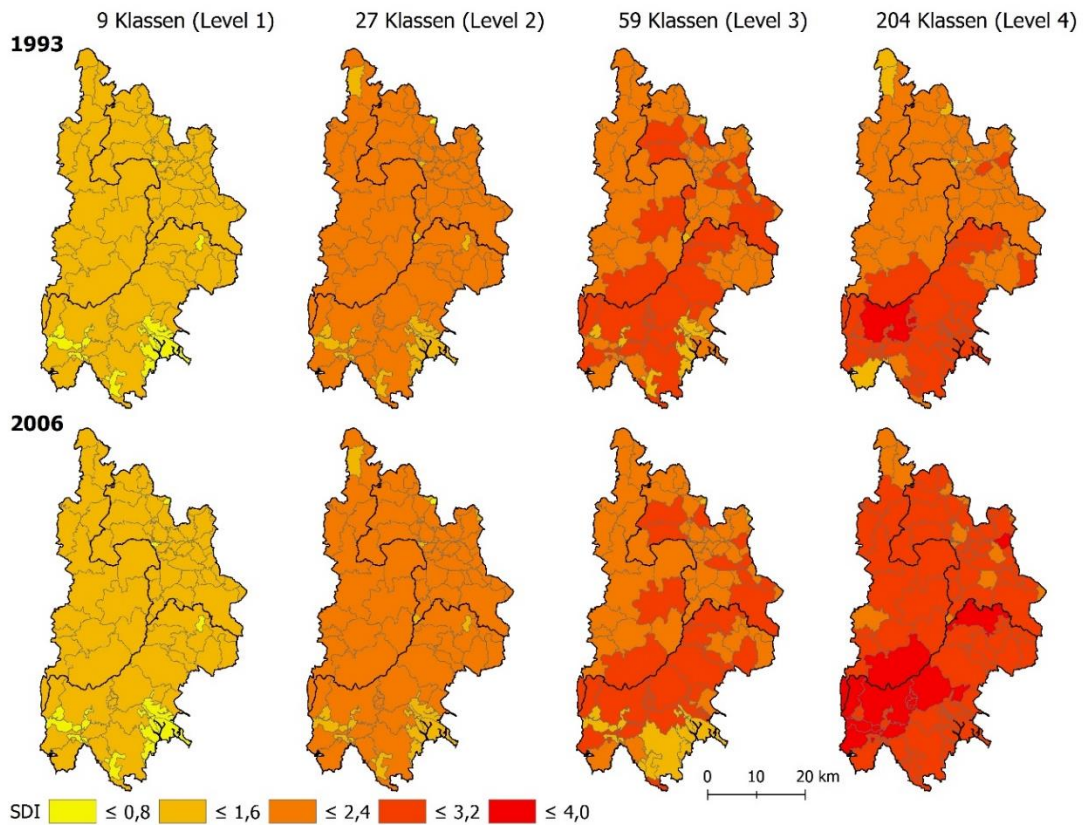 9 Klassen (Level 1) 27 Klassen (Level 2) 59 Klassen (Level 3) 204 Klassen (Level 4)
1993
2006
0 10 20 km
SDI ≤ 0,8 ≤ 1,6 ≤ 2,4 ≤ 3,2 ≤ 4,0